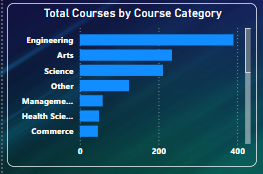 Total Courses by Course Category
Engineering
Arts
Science
Other
Manageme...
Health Scie...
Commerce
0 200 400